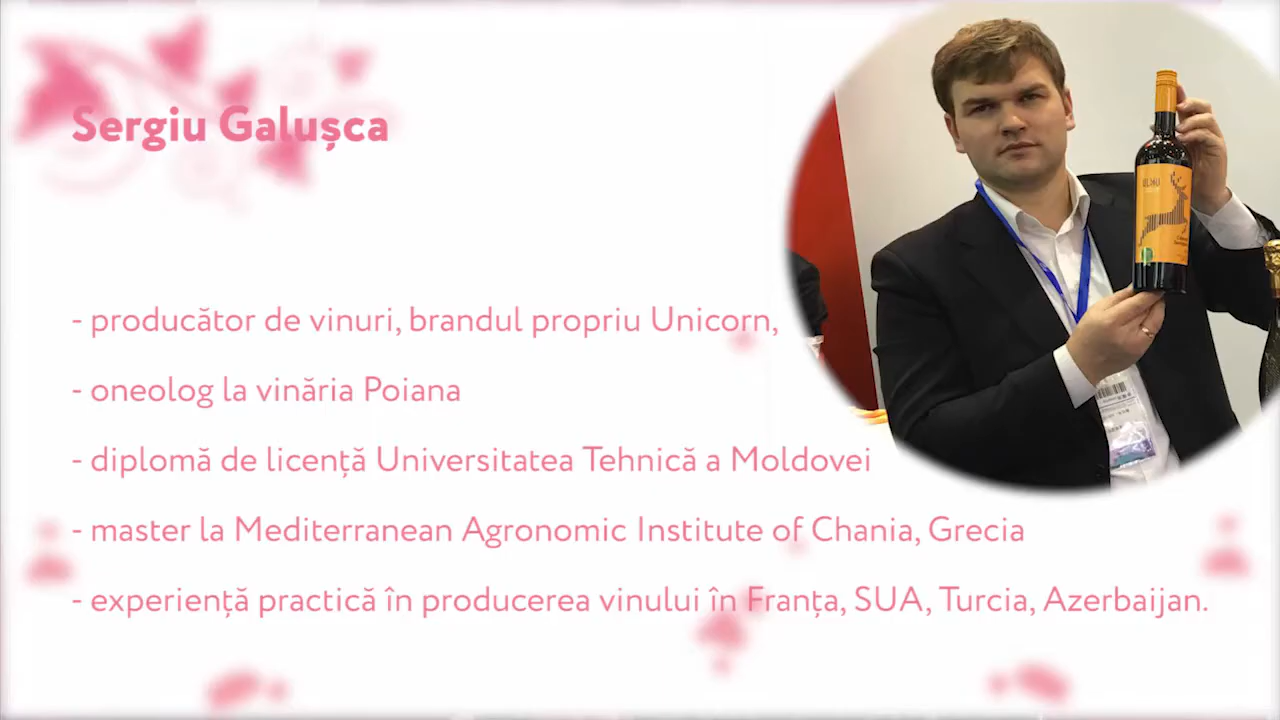 Sergiu Galușca
- producător de vinuri, brandul propriu Unicorn,
- oneolog la vinăria Poiana
- diplomă de licență Universitatea Tehnică a Moldovei
- master la Mediterranean Agronomic Institute of Chania, Grecia
- experiență practică în producerea vinului în Franța, SUA, Turcia, Azerbaijan.